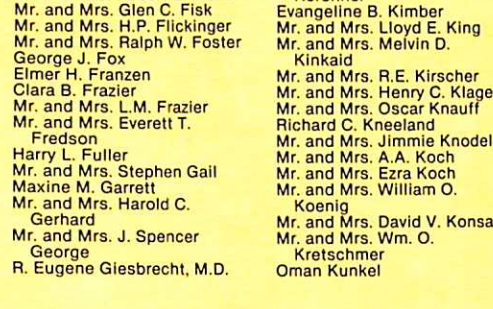 Mr. and Mrs. Glen C. Fisk
Mr. and Mrs. H.P. Flickinger
Mr. and Mrs. Ralph W. Foster
George J. Fox
Elmer H. Franzen
Clara B. Frazier
Mr. and Mrs. L.M. Frazier
Mr. and Mrs. Everett T.
Fredson
Harry L. Fuller
Mr. and Mrs. Stephen Gail
Maxine M. Garrett
Mr. and Mrs. Harold C.
Gerhard
Mr. and Mrs. J. Spencer
George
R. Eugene Giesbrecht, M.D.
Evangeline B. Kimber
Mr. and Mrs. Lloyd E. King
Mr. and Mrs. Melvin D.
Kinkaid
Mr. and Mrs. R.E. Kirscher
Mr. and Mrs. Henry C. Klage
Mr. and Mrs. Oscar Knauff
Richard C. Kneeland
Mr. and Mrs. Jimmie Knodel
Mr. and Mrs. A.A. Koch
Mr. and Mrs. Ezra Koch
Mr. and Mrs. William O.
Koenig
Mr. and Mrs. David V. Konsa
Mr. and Mrs. Wm. O.
Kretschmer
Oman Kunkel